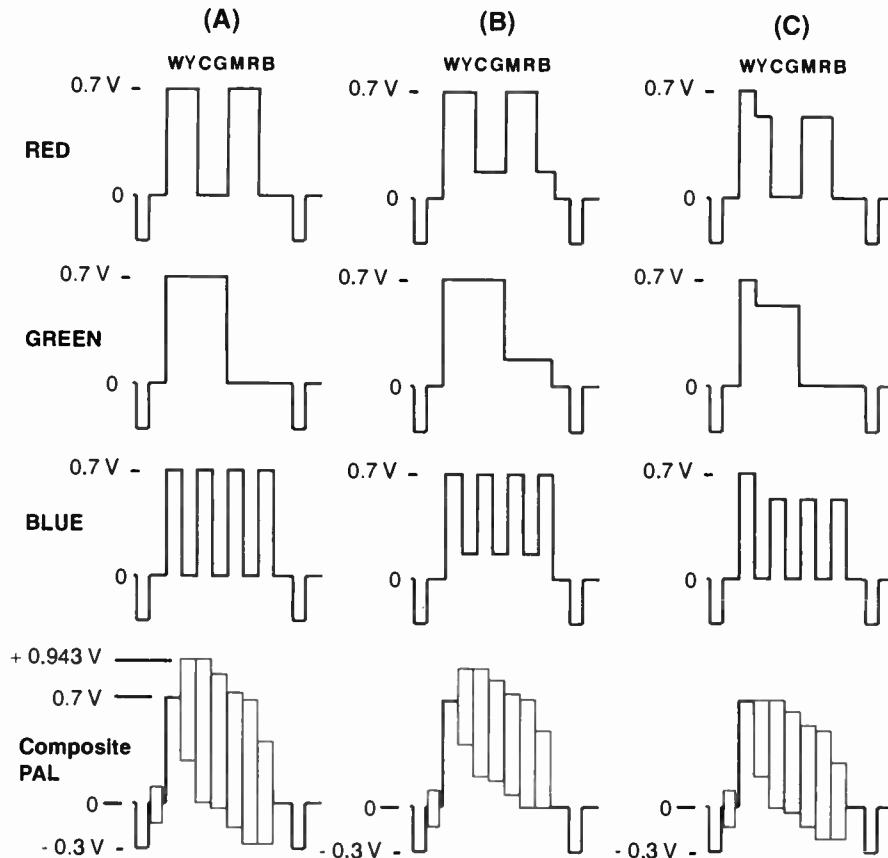 (A) (B) (C)
WYCGMRB WYCGMRB WYCGMRB
0.7 V 0.7 V 0.7 V
RED
0 0 0
0.7 V 0.7 V 0.7 V
GREEN
0 0 0
0.7 V 0.7 V 0.7 V
BLUE
0 0 0
+ 0.943 V
0.7 V
Composite
PAL
0 0 0
- 0.3 V - 0.3 V - 0.3 V